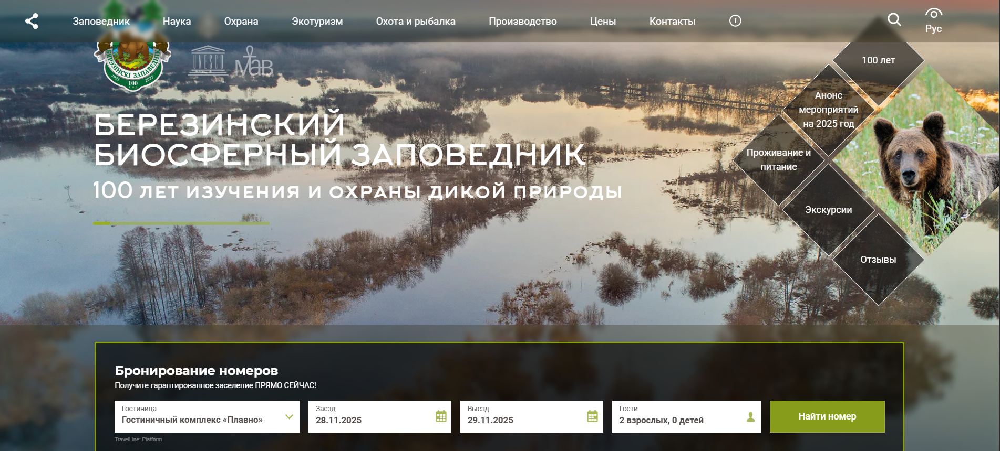 Заповедник
Наука
Охрана
Экотуризм
Охота и рыбалка
Производство
Цены
Контакты
i
Рус
БЯРЭЗІНСКІ ЗАПАВЕДНІК
1925
100
год
2025
UNESCO
MaB
БЕРЕЗИНСКИЙ
БИОСФЕРНЫЙ ЗАПОВЕДНИК
100 ЛЕТ ИЗУЧЕНИЯ И ОХРАНЫ ДИКОЙ ПРИРОДЫ
100 лет
Анонс
мероприятий
на 2025 год
Проживание и
питание
Экскурсии
Отзывы
Бронирование номеров
Получите гарантированное заселение ПРЯМО СЕЙЧАС!
Гостиница
Гостиничный комплекс «Плавно»
Заезд
28.11.2025
Выезд
29.11.2025
Гости
2 взрослых, 0 детей
Найти номер
TravelLine: Platform